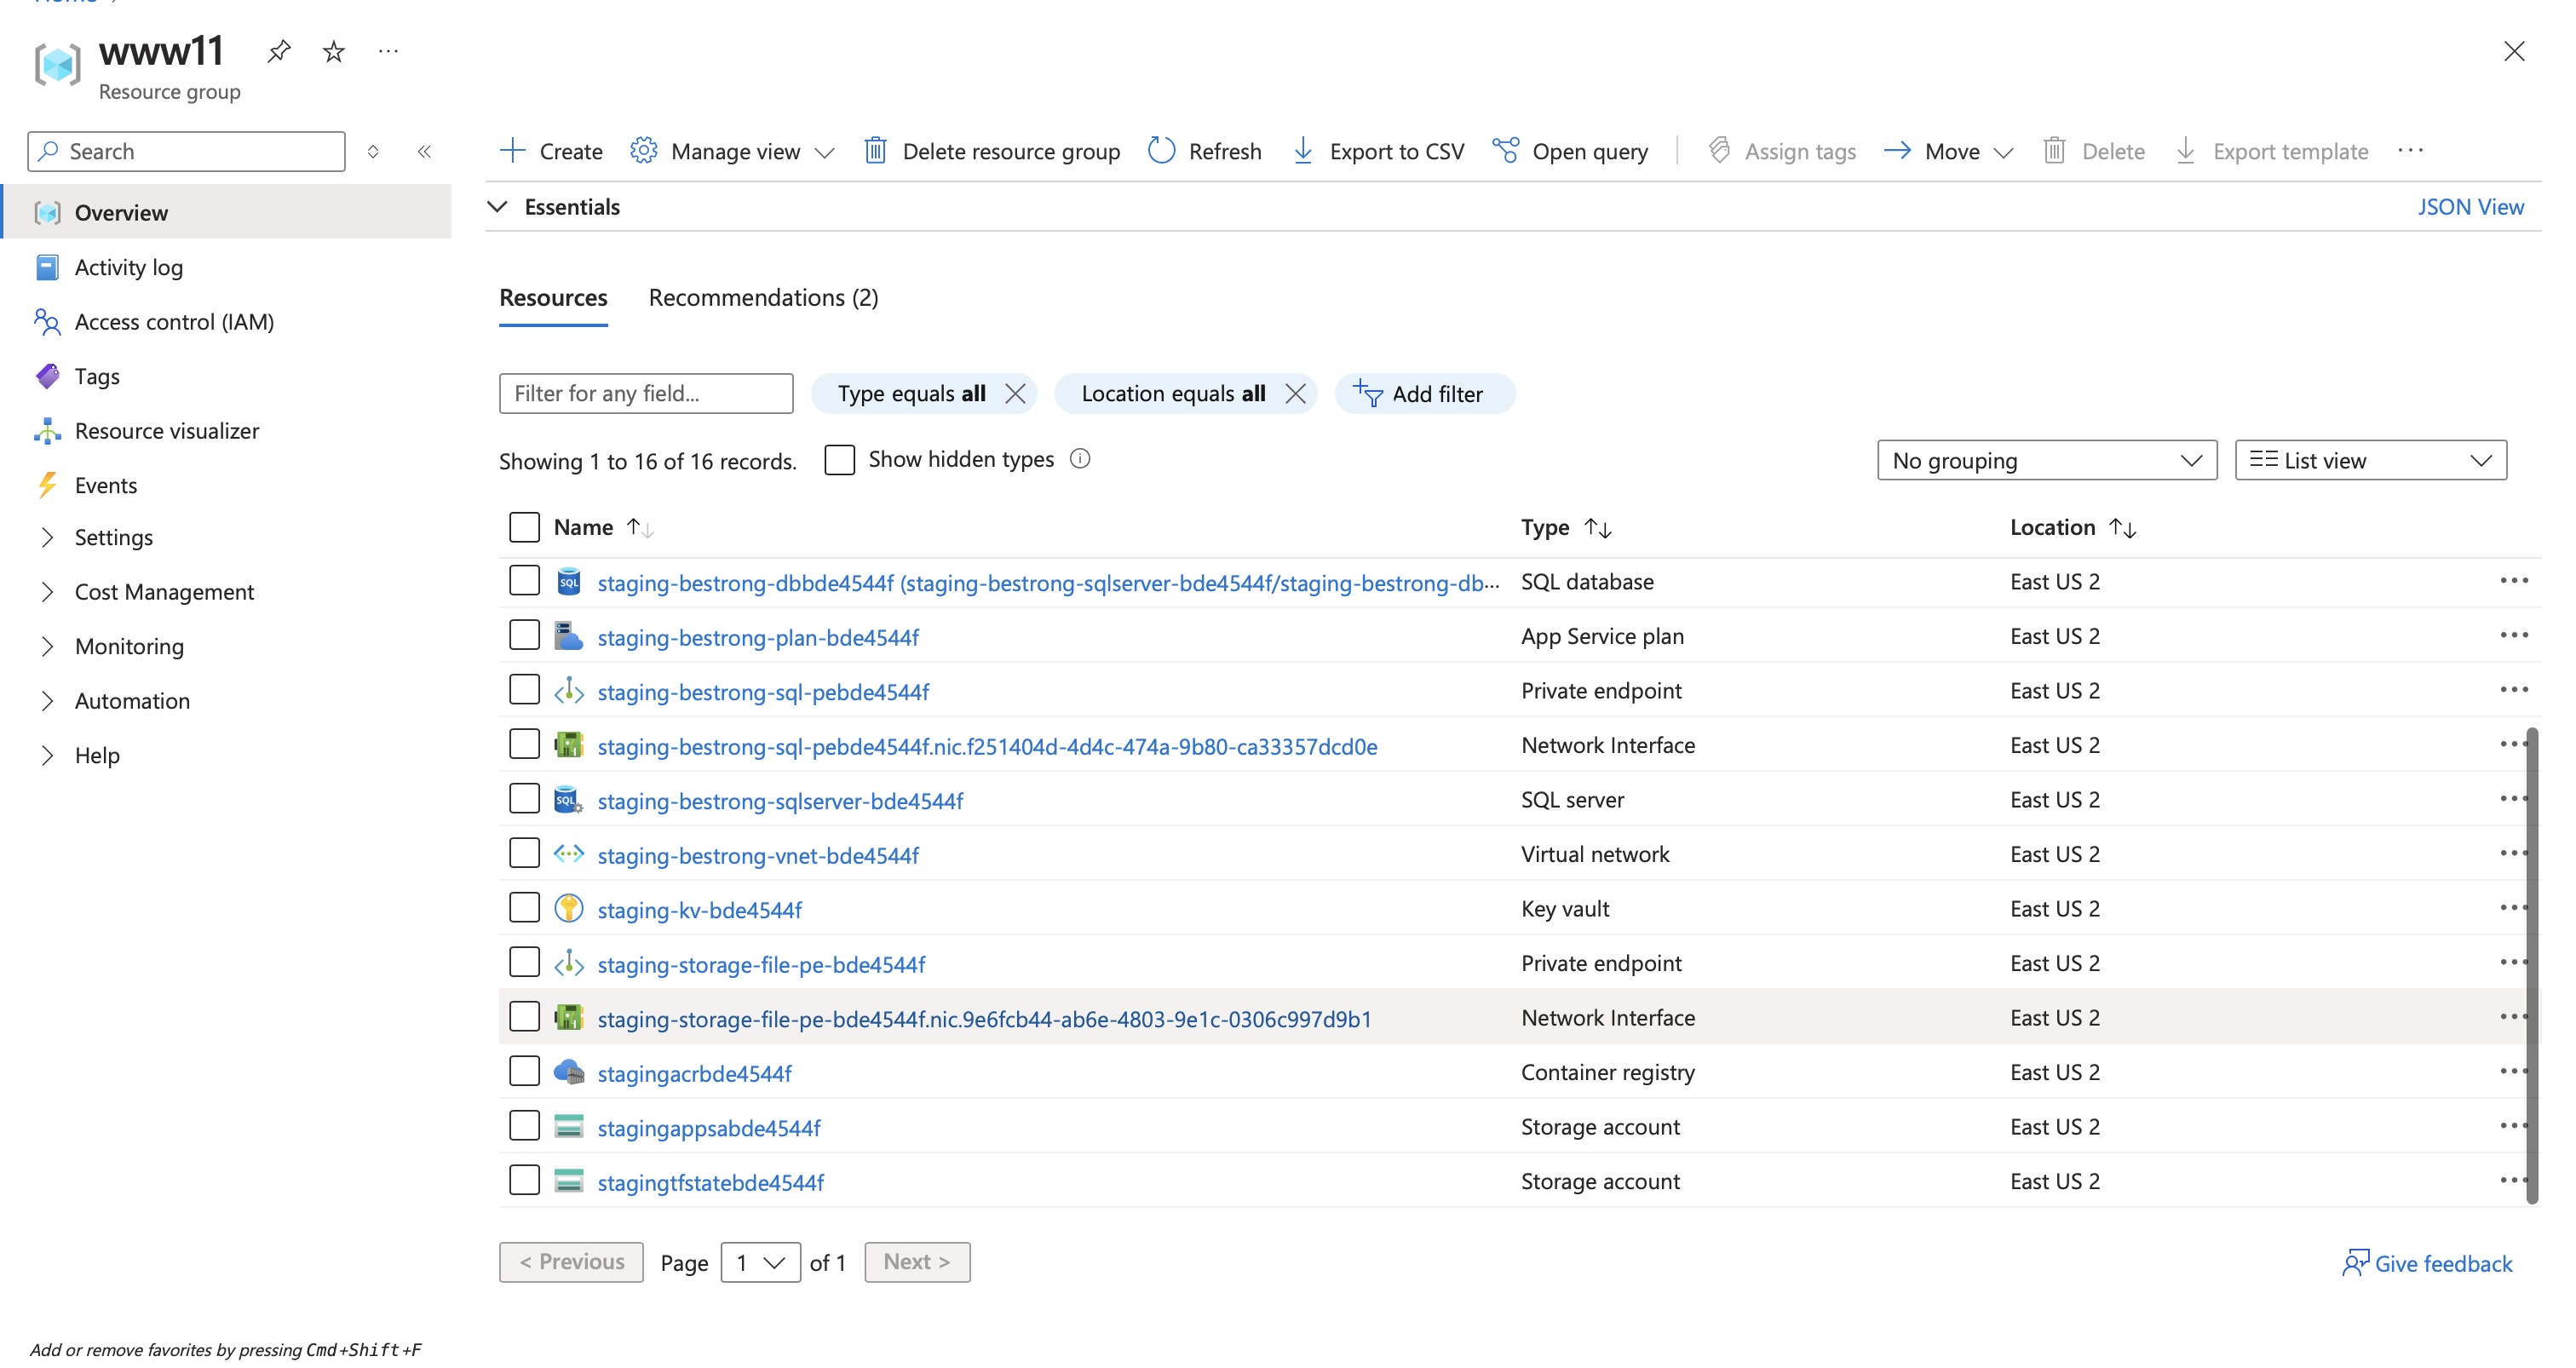 www11
Resource group
Search
Create
Manage view
Delete resource group
Refresh
Export to CSV
Open query
Assign tags
Move
Delete
Export template
Overview
Activity log
Access control (IAM)
Tags
Resource visualizer
Events
Settings
Cost Management
Monitoring
Automation
Help
Essentials
JSON View
Resources Recommendations (2)
Filter for any field...
Type equals all
Location equals all
Add filter
Showing 1 to 16 of 16 records.
Show hidden types
No grouping
List view
Name Type Location
staging-bestrong-dbbde4544f (staging-bestrong-sqlserver-bde4544f/staging-bestrong-db... SQL database East US 2
staging-bestrong-plan-bde4544f App Service plan East US 2
staging-bestrong-sql-pebde4544f Private endpoint East US 2
staging-bestrong-sql-pebde4544f.nic.f251404d-4d4c-474a-9b80-ca33357dcd0e Network Interface East US 2
staging-bestrong-sqlserver-bde4544f SQL server East US 2
staging-bestrong-vnet-bde4544f Virtual network East US 2
staging-kv-bde4544f Key vault East US 2
staging-storage-file-pe-bde4544f Private endpoint East US 2
staging-storage-file-pe-bde4544f.nic.9e6fcb44-ab6e-4803-9e1c-0306c997d9b1 Network Interface East US 2
stagingacrbde4544f Container registry East US 2
stagingappsabde4544f Storage account East US 2
stagingtfstatebde4544f Storage account East US 2
< Previous Page 1 of 1 Next >
Give feedback
Add or remove favorites by pressing Cmd+Shift+F